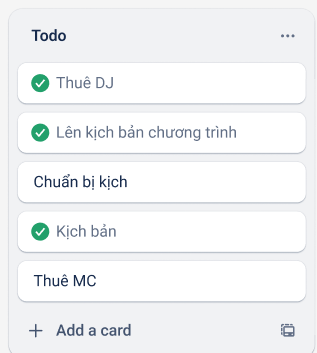 Todo
Thuê DJ
Lên kịch bản chương trình
Chuẩn bị kịch
Kịch bản
Thuê MC
Add a card